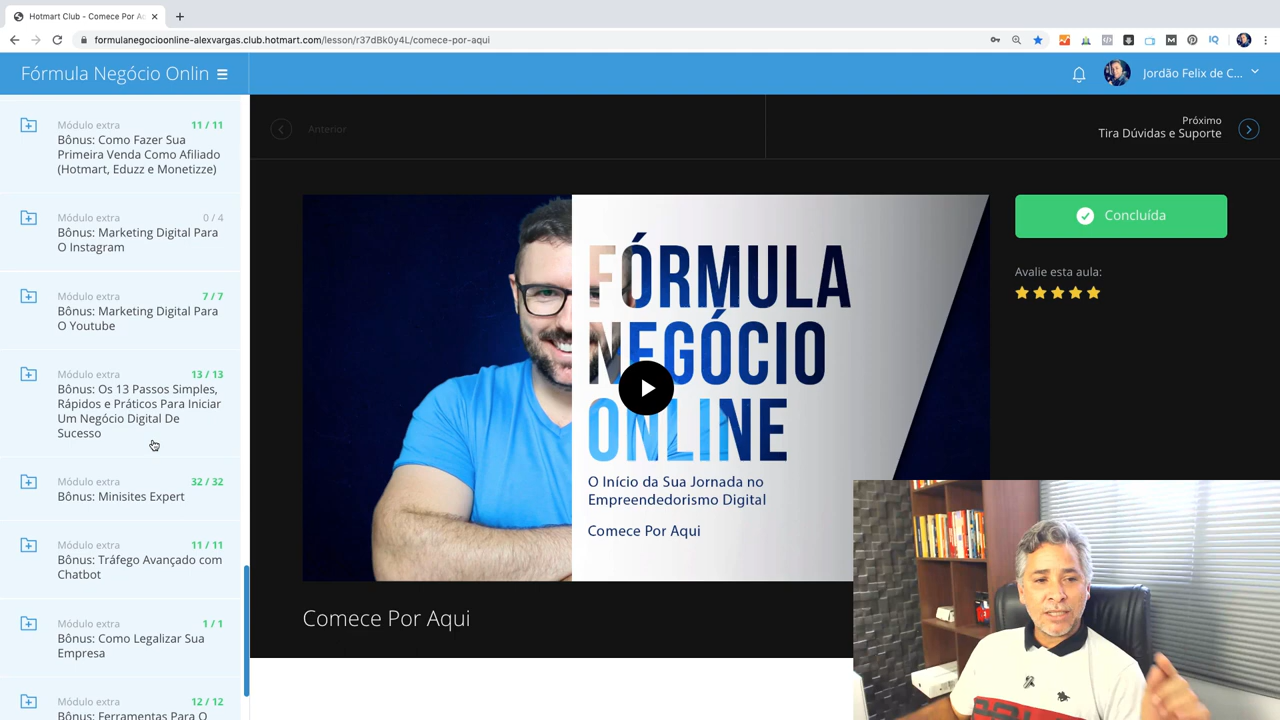 Hotmart Club - Comece Por A
formulanegocioonline-alexvargas.club.hotmart.com/lesson/r37dBk0y4L/comece-por-aqui
Fórmula Negócio Onlin
Jordão Felix de C...
Módulo extra 11 / 11
Bônus: Como Fazer Sua
Primeira Venda Como Afiliado
(Hotmart, Eduzz e Monetizze)
Módulo extra 0 / 4
Bônus: Marketing Digital Para
O Instagram
Módulo extra 7 / 7
Bônus: Marketing Digital Para
O Youtube
Módulo extra 13 / 13
Bônus: Os 13 Passos Simples,
Rápidos e Práticos Para Iniciar
Um Negócio Digital De
Sucesso
Módulo extra 32 / 32
Bônus: Minisites Expert
Módulo extra 11 / 11
Bônus: Tráfego Avançado com
Chatbot
Módulo extra 1 / 1
Bônus: Como Legalizar Sua
Empresa
Módulo extra 12 / 12
Bônus: Ferramentas Para O
Anterior
Próximo
Tira Dúvidas e Suporte
FÓRMULA
NEGÓCIO
ONLINE
O Início da Sua Jornada no
Empreendedorismo Digital
Comece Por Aqui
Concluída
Avalie esta aula:
Comece Por Aqui